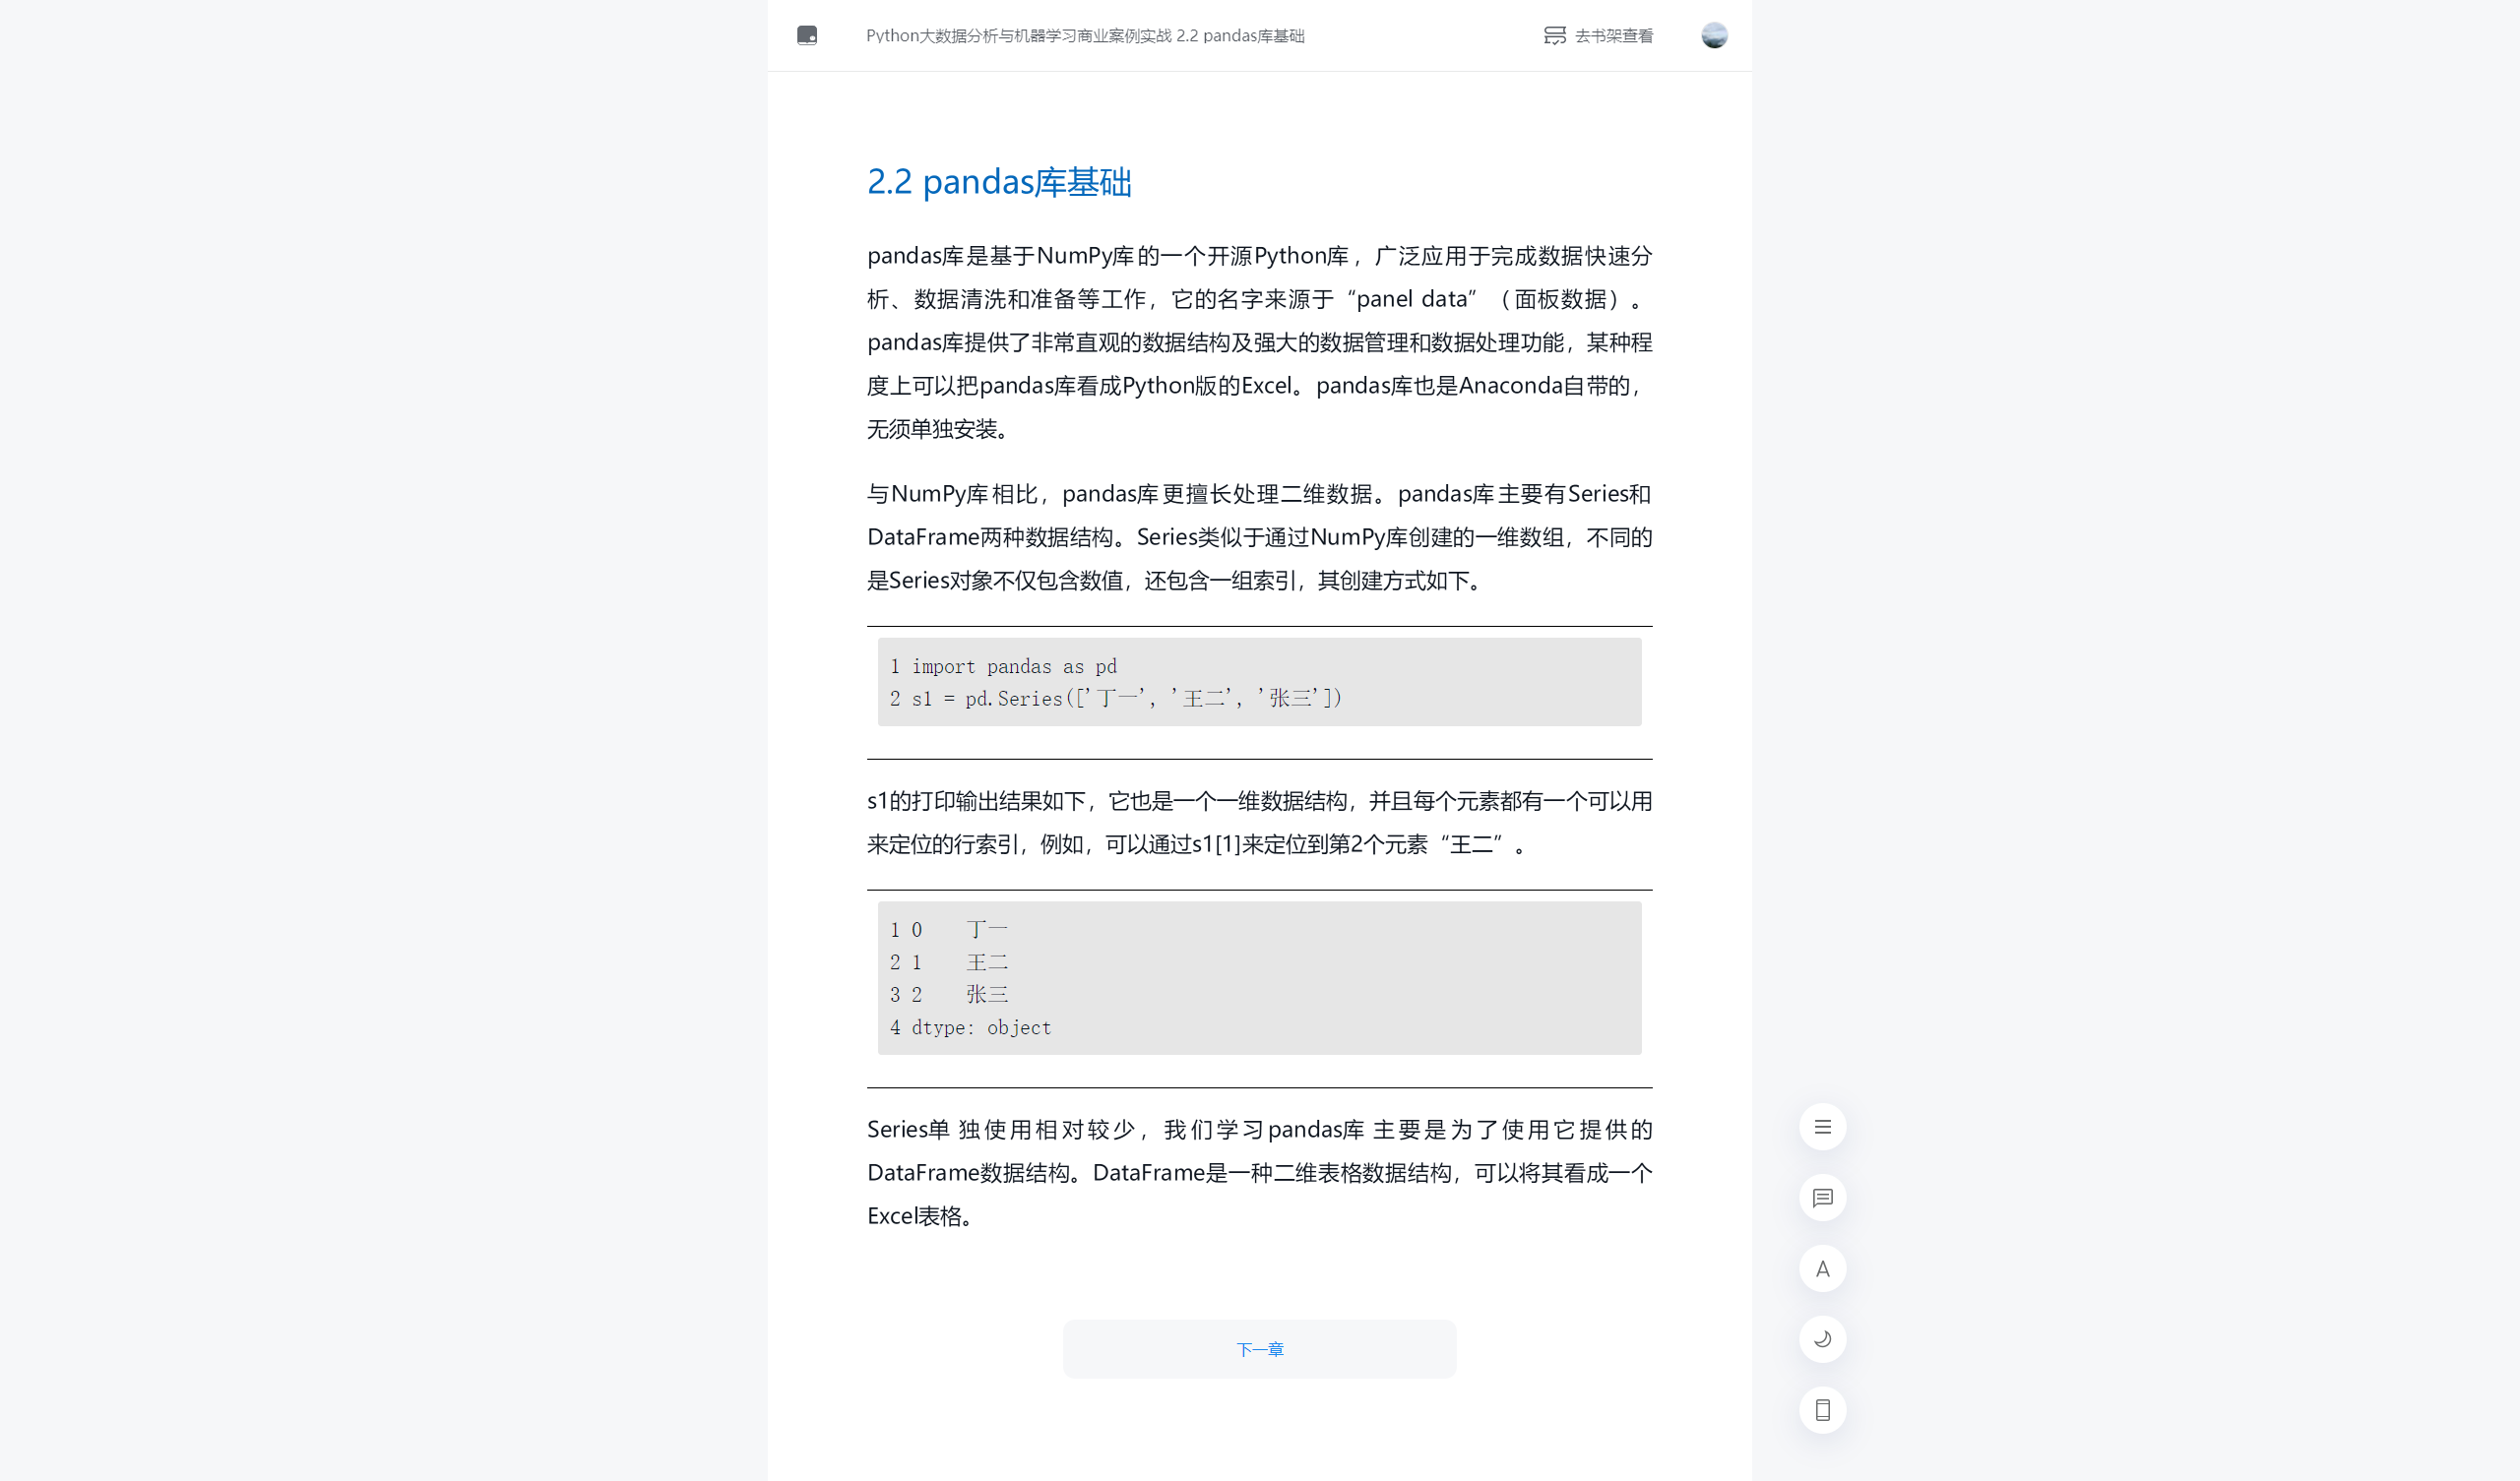 Python大数据分析与机器学习商业案例实战 2.2 pandas库基础
去书架查看
2.2 pandas库基础
pandas库是基于NumPy库的一个开源Python库，广泛应用于完成数据快速分
析、数据清洗和准备等工作，它的名字来源于“panel data”（面板数据）。
pandas库提供了非常直观的数据结构及强大的数据管理和数据处理功能，某种程
度上可以把pandas库看成Python版的Excel。pandas库也是Anaconda自带的，
无须单独安装。
与NumPy库相比，pandas库更擅长处理二维数据。pandas库主要有Series和
DataFrame两种数据结构。Series类似于通过NumPy库创建的一维数组，不同的
是Series对象不仅包含数值，还包含一组索引，其创建方式如下。
1 import pandas as pd
2 s1 = pd.Series(['丁一', '王二', '张三'])
s1的打印输出结果如下，它也是一个一维数据结构，并且每个元素都有一个可以用
来定位的行索引，例如，可以通过s1[1]来定位到第2个元素“王二”。
1 0    丁一
2 1    王二
3 2    张三
4 dtype: object
Series单 独使用相对较少，我们学习pandas库 主要是为了使用它提供的
DataFrame数据结构。DataFrame是一种二维表格数据结构，可以将其看成一个
Excel表格。
下一章
A